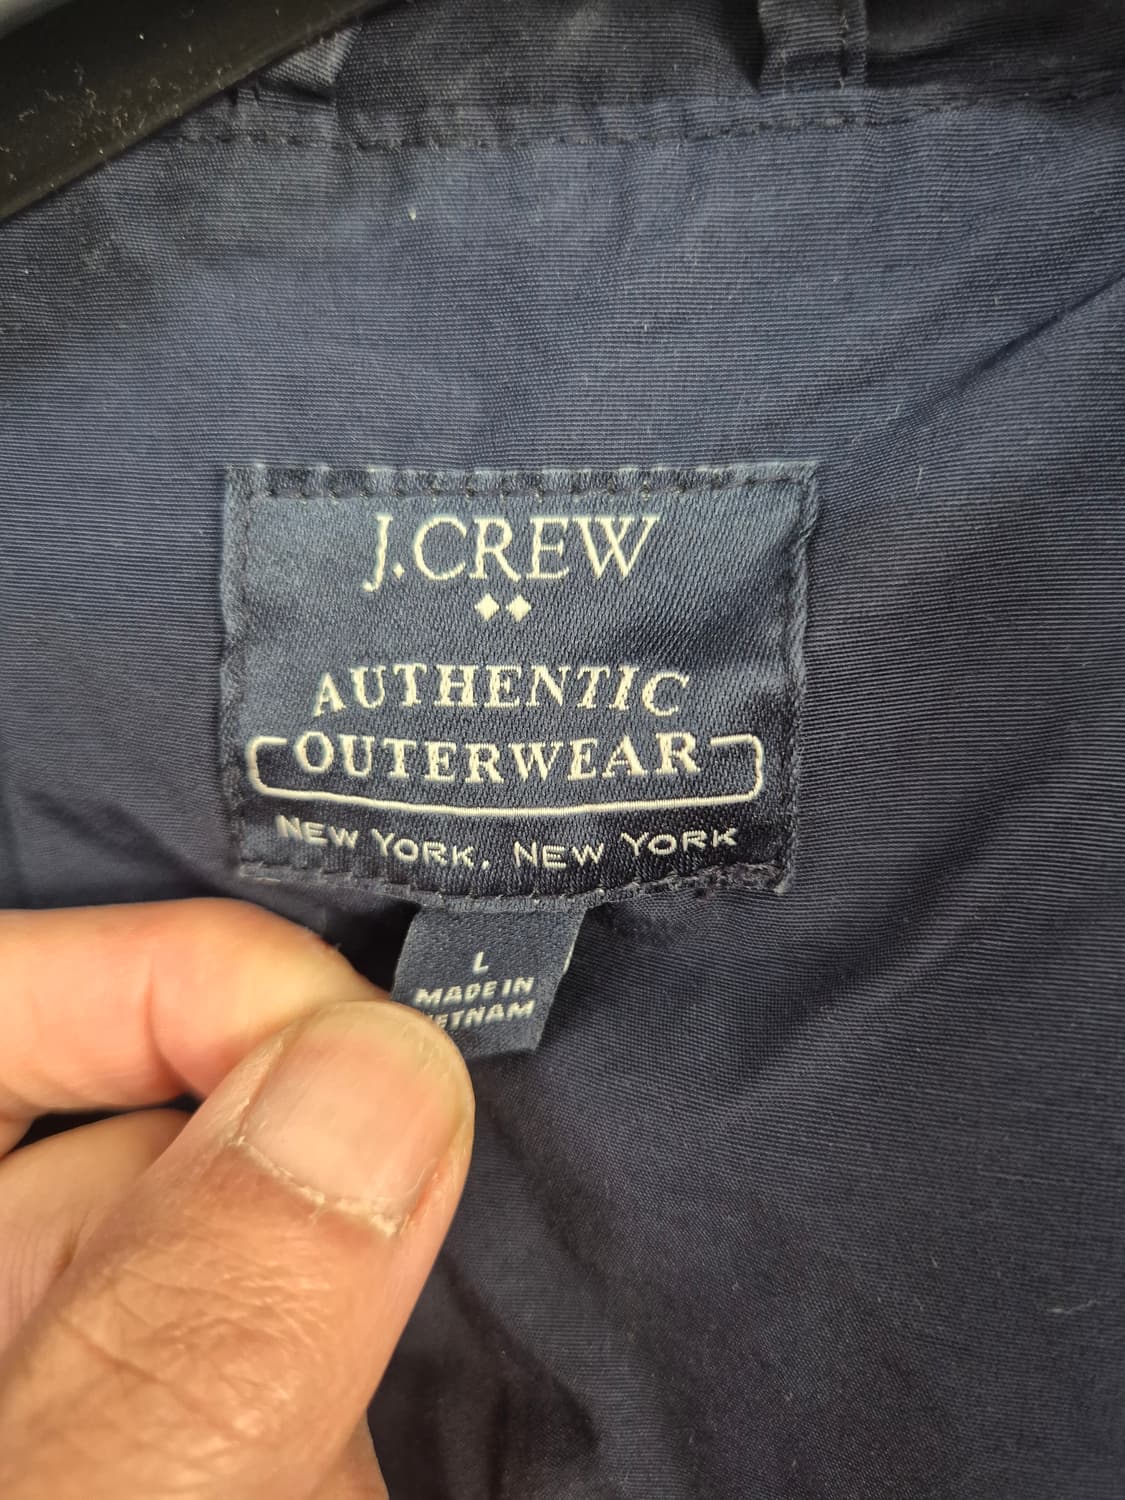 J.CREW
AUTHENTIC
OUTERWEAR
NEW YORK, NEW YORK
L
MADE IN